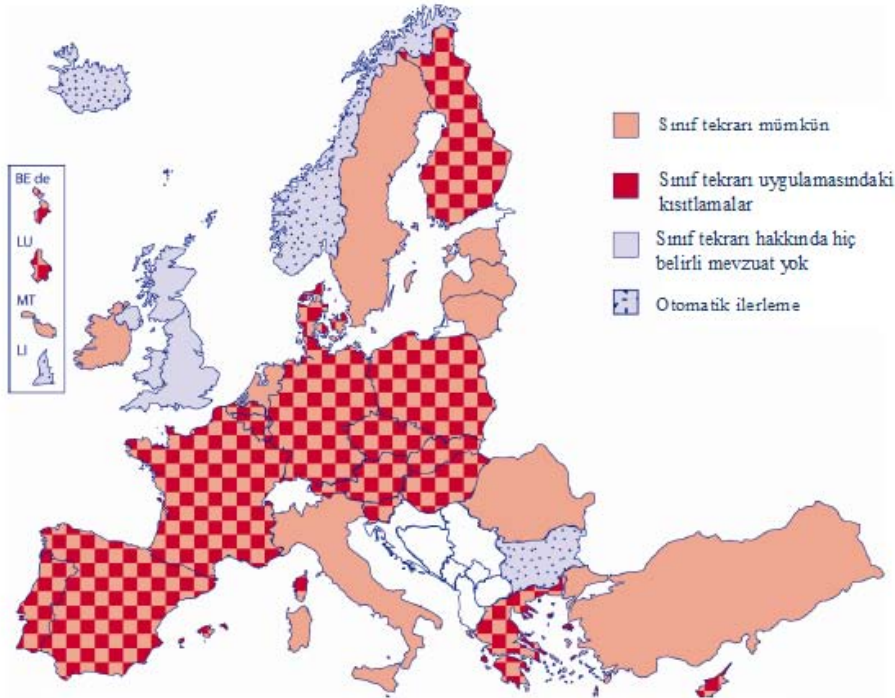 Sınıf tekrarı mümkün
Sınıf tekrarı uygulamasındaki
kısıtlamalar
Sınıf tekrarı hakkında hiç
belirli mevzuat yok
Otomatik ilerleme
BE de
LU
MT
LI